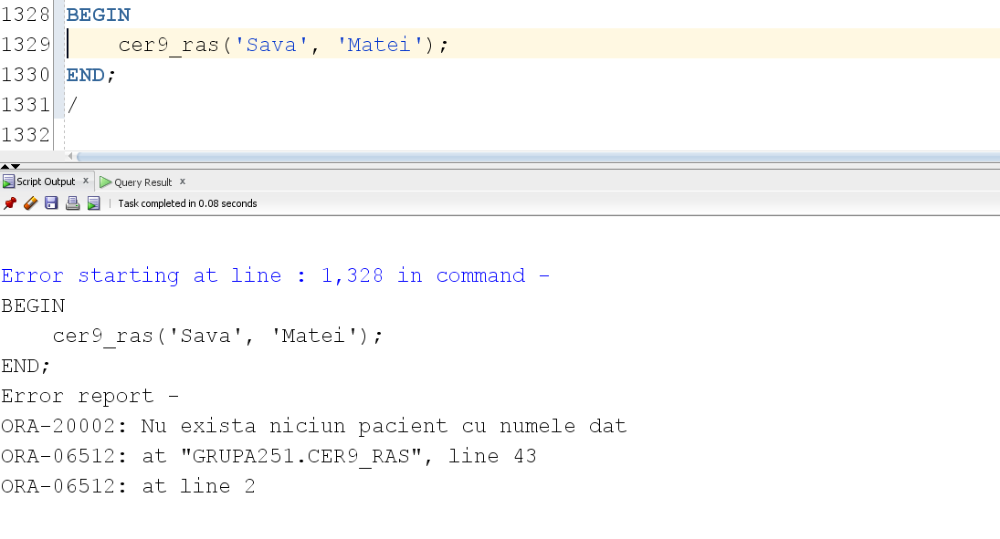 1328 BEGIN
1329     cer9_ras('Sava', 'Matei');
1330 END;
1331 /
1332
Script Output x Query Result x
Task completed in 0.08 seconds
Error starting at line : 1,328 in command -
BEGIN
    cer9_ras('Sava', 'Matei');
END;
Error report -
ORA-20002: Nu exista niciun pacient cu numele dat
ORA-06512: at "GRUPA251.CER9_RAS", line 43
ORA-06512: at line 2